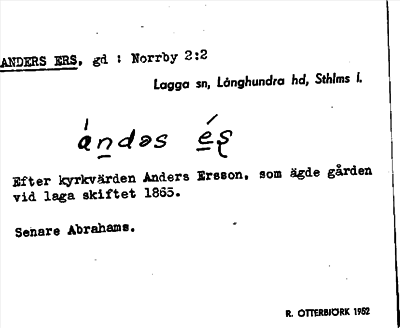 ANDERS ERS, gd i Norrby 2:2
Lagga sn, Långhundra hd, Sthlms l.
Efter kyrkvärden Anders Ersson, som ägde gården
vid laga skiftet 1865.
Senare Abrahams.
R. OTTERBJÖRK 1952